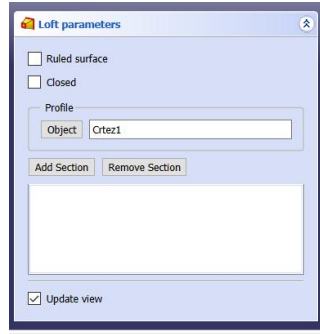 Loft parameters
Ruled surface
Closed
Profile
Object Crtez1
Add Section Remove Section
Update view